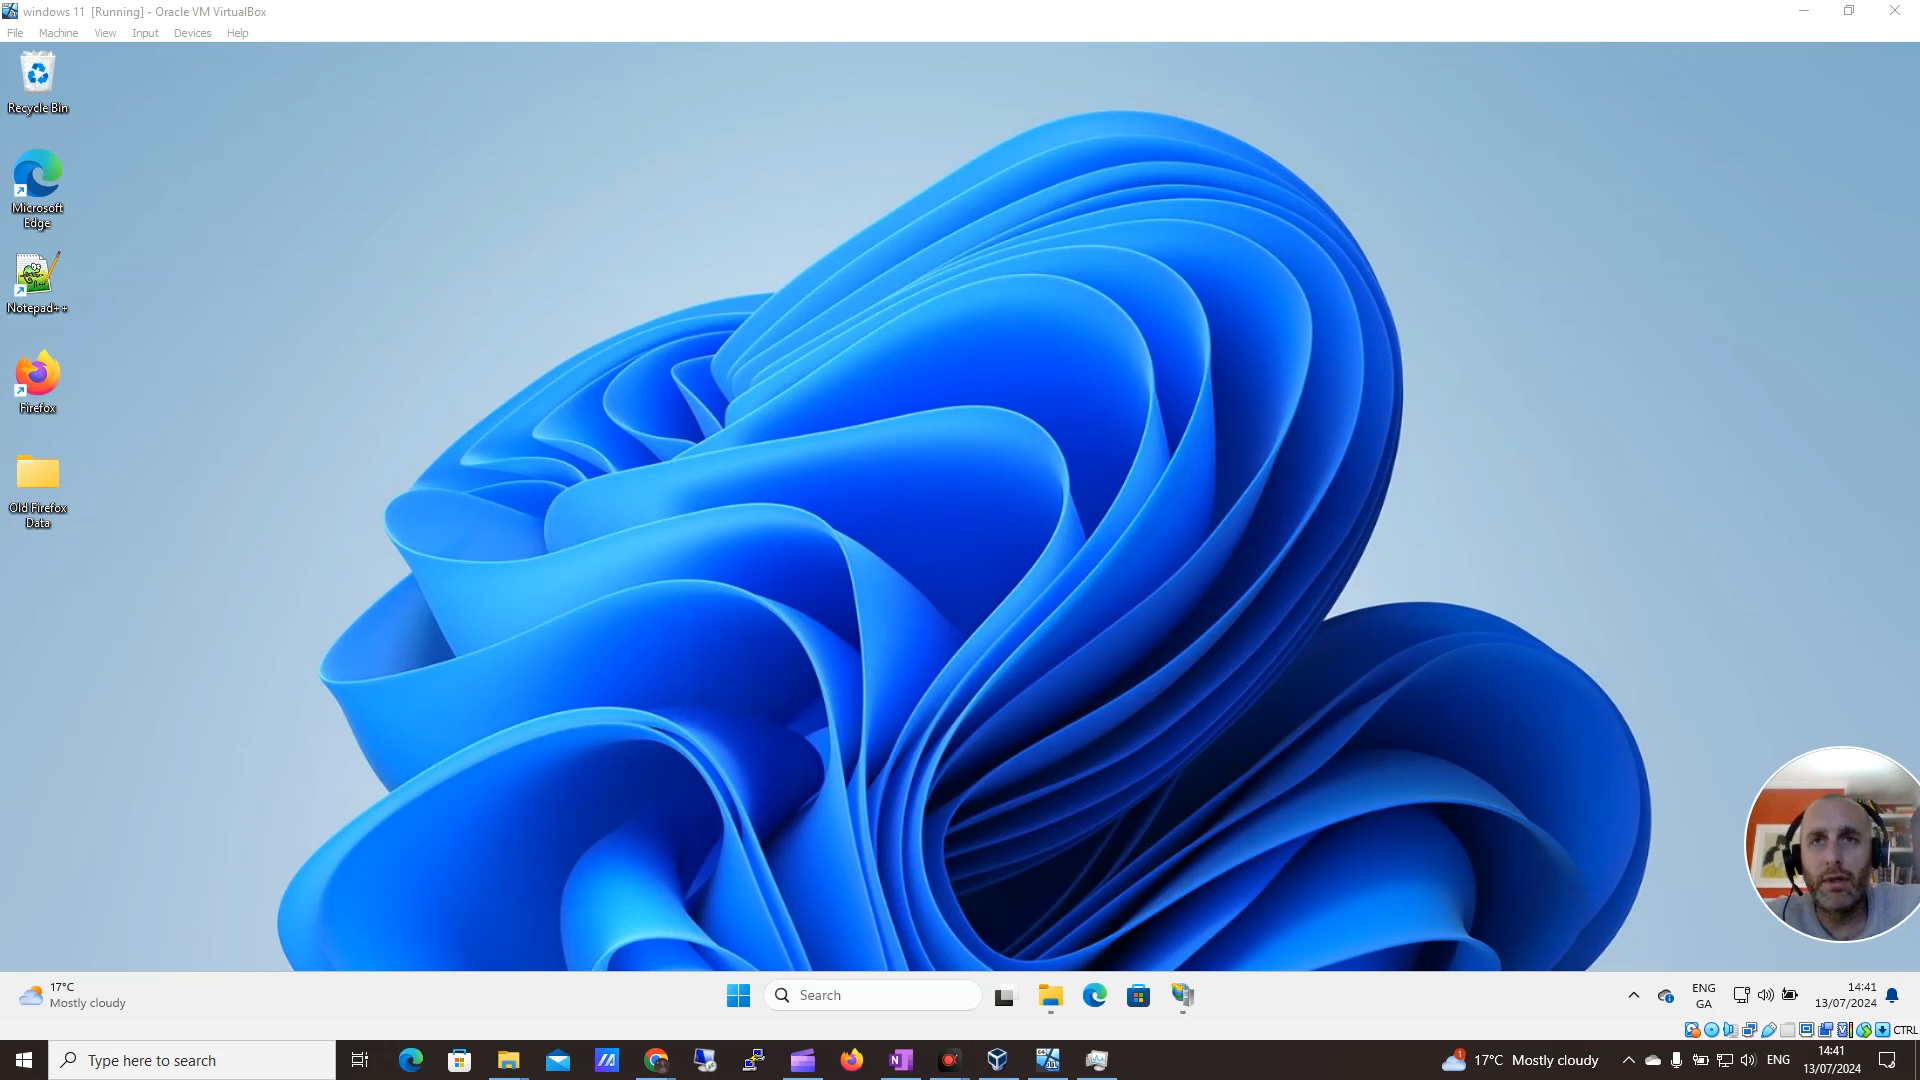 windows 11 [Running] - Oracle VM VirtualBox
File Machine View Input Devices Help
Recycle Bin
Microsoft
Edge
Notepad++
Firefox
Old Firefox
Data
17°C
Mostly cloudy
Search
ENG
GA
14:41
13/07/2024
CTRL
Type here to search
1
17°C Mostly cloudy
ENG
14:41
13/07/2024